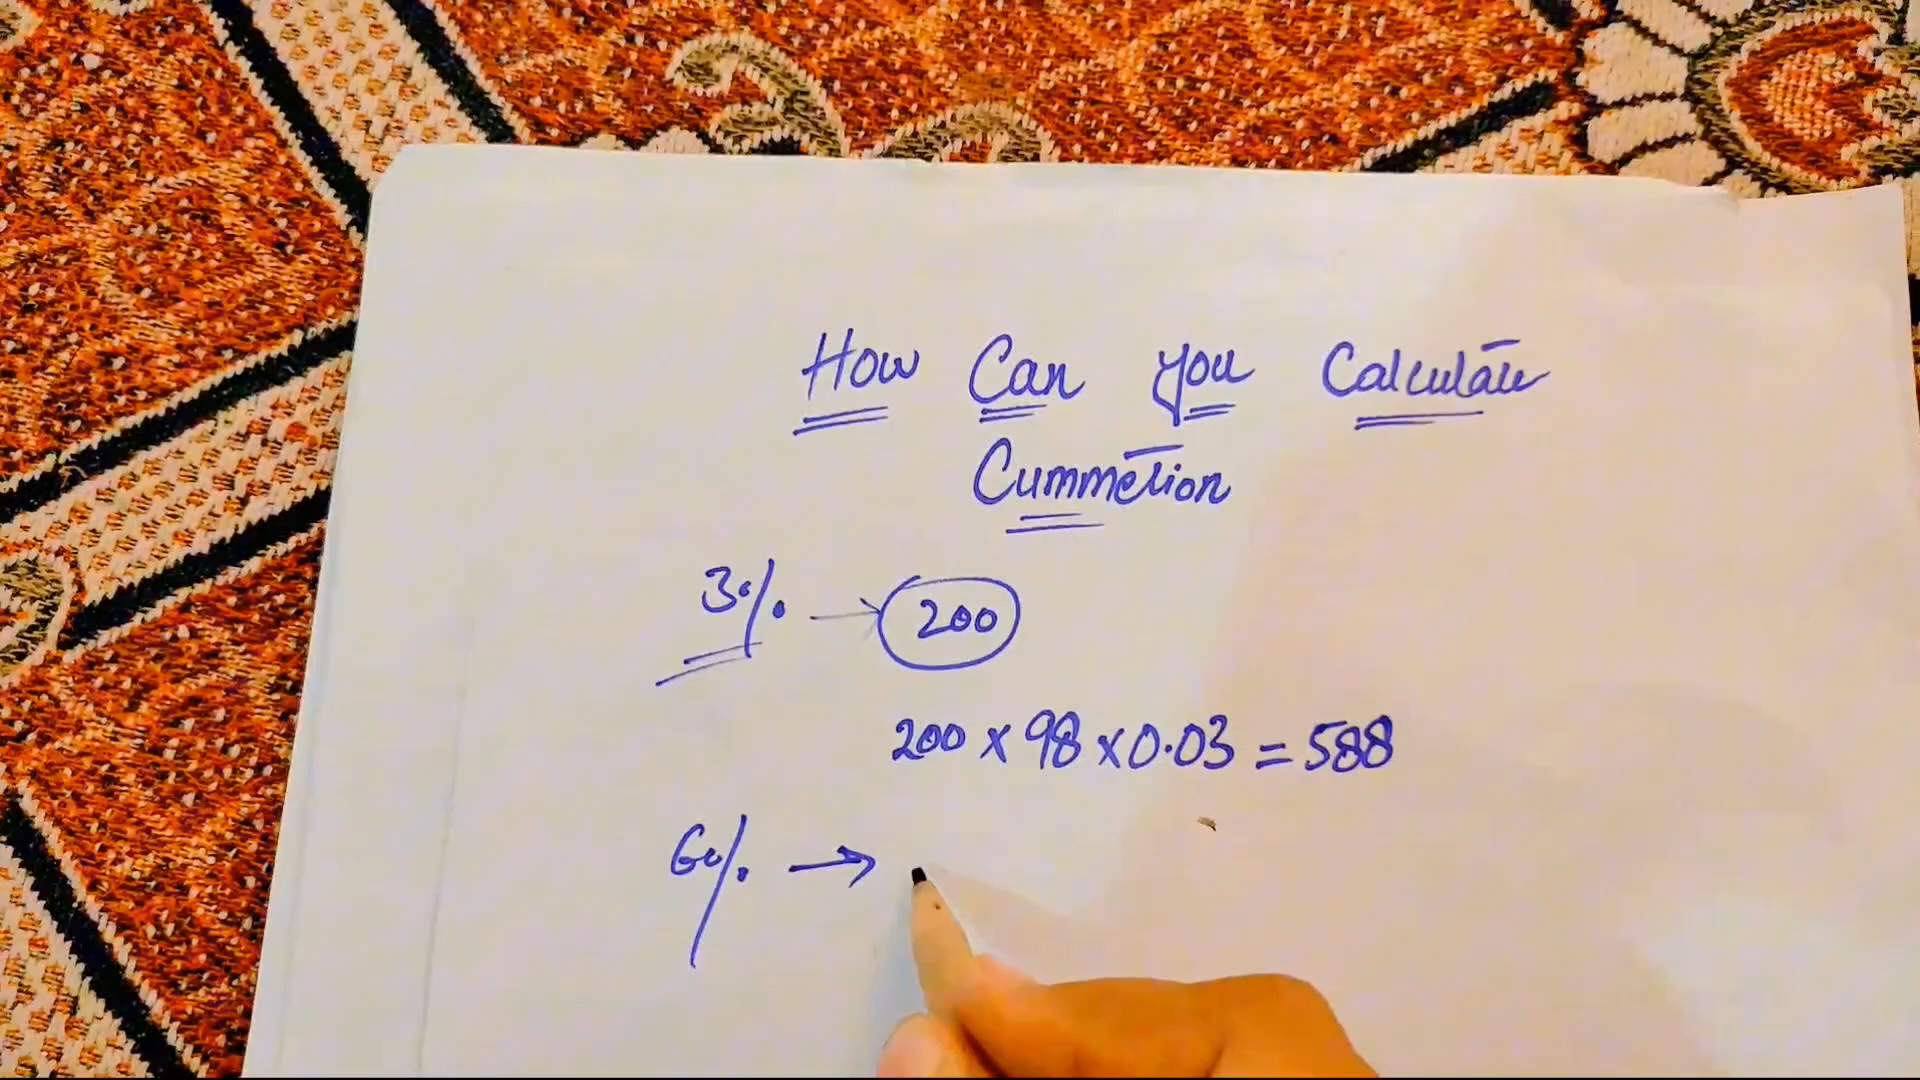 How Can you Calculate
Cummetion
3% → 200
200 x 98 x 0.03 = 588
6% →